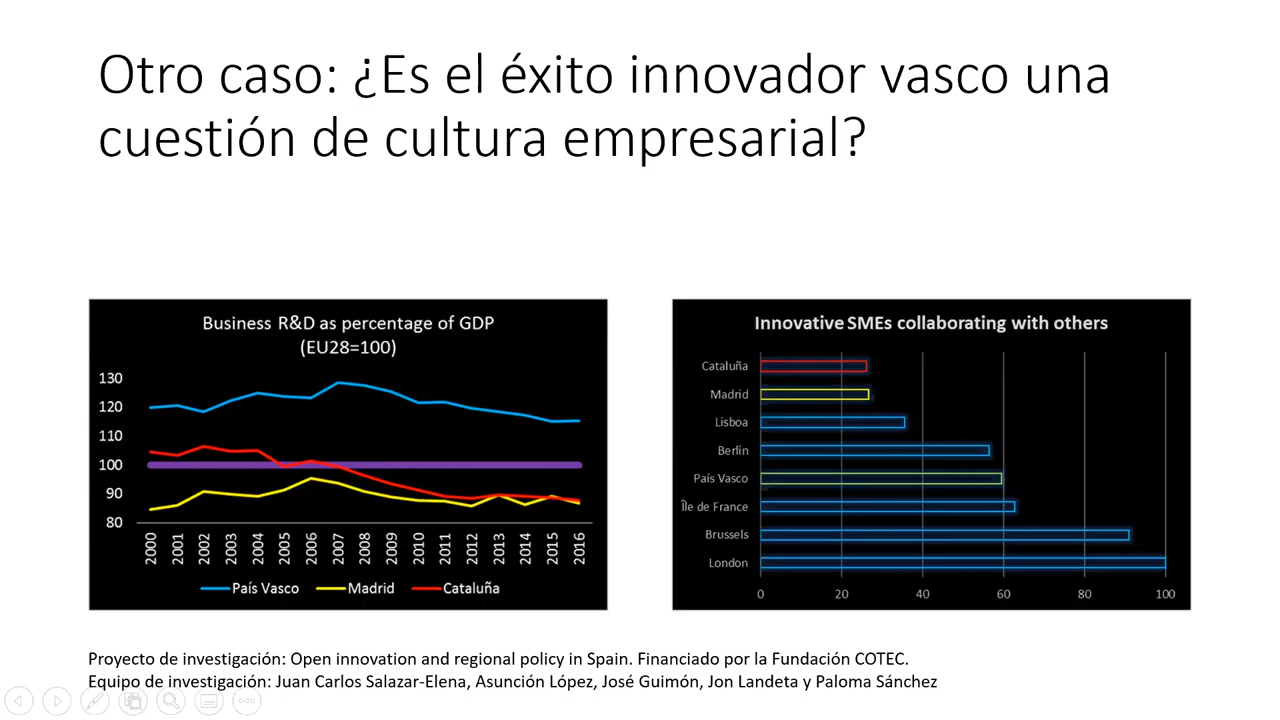 Otro caso: ¿Es el éxito innovador vasco una
cuestión de cultura empresarial?
Business R&D as percentage of GDP
(EU28=100)
130
120
110
100
90
80
2000
2001
2002
2003
2004
2005
2006
2007
2008
2009
2010
2011
2012
2013
2014
2015
2016
País Vasco
Madrid
Cataluña
Innovative SMEs collaborating with others
Cataluña
Madrid
Lisboa
Berlin
País Vasco
Île de France
Brussels
London
0
20
40
60
80
100
Proyecto de investigación: Open innovation and regional policy in Spain. Financiado por la Fundación COTEC.
Equipo de investigación: Juan Carlos Salazar-Elena, Asunción López, José Guimón, Jon Landeta y Paloma Sánchez